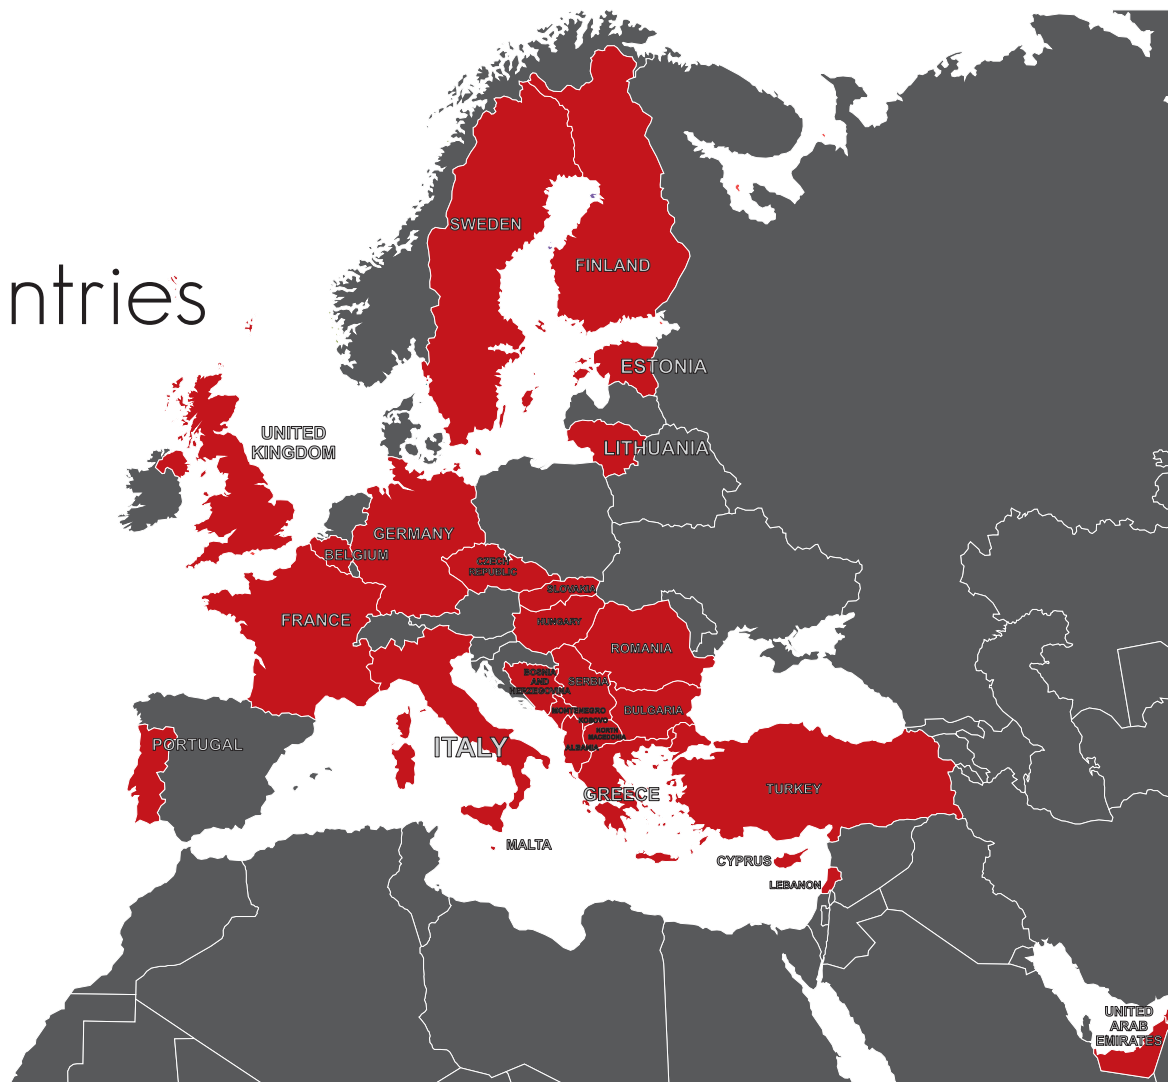 SWEDEN
FINLAND
ntries
ESTONIA
UNITED
KINGDOM
LITHUANIA
GERMANY
BELGIUM
CZECH
REPUBLIC
SLOVAKIA
FRANCE
HUNGARY
ROMANIA
BOSNIA
AND
HERZEGOVINA
SERBIA
MONTENEGRO
BULGARIA
KOSOVO
NORTH
MACEDONIA
ALBANIA
PORTUGAL
ITALY
GREECE
TURKEY
MALTA
CYPRUS
LEBANON
UNITED
ARAB
EMIRATES